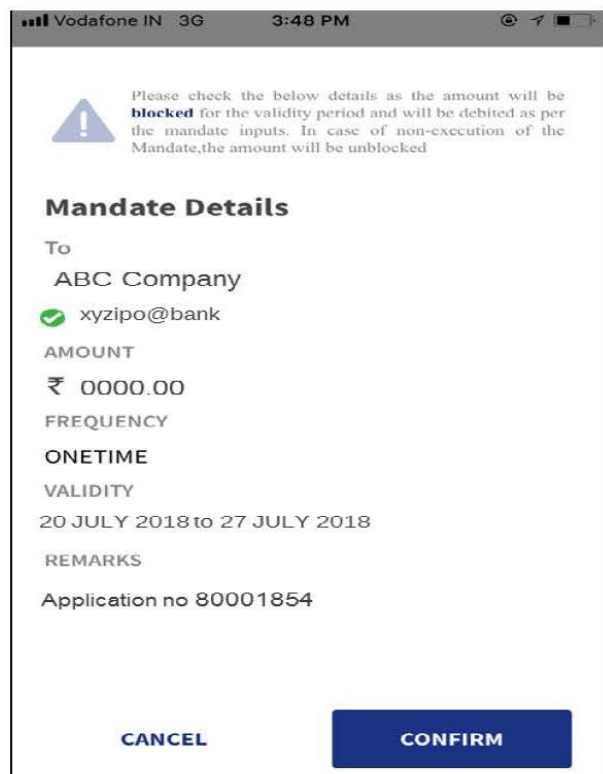 Vodafone IN 3G 3:48 PM
Please check the below details as the amount will be
blocked for the validity period and will be debited as per
the mandate inputs. In case of non-execution of the
Mandate,the amount will be unblocked
Mandate Details
To
ABC Company
xyzipo@bank
AMOUNT
₹ 0000.00
FREQUENCY
ONETIME
VALIDITY
20 JULY 2018 to 27 JULY 2018
REMARKS
Application no 80001854
CANCEL CONFIRM